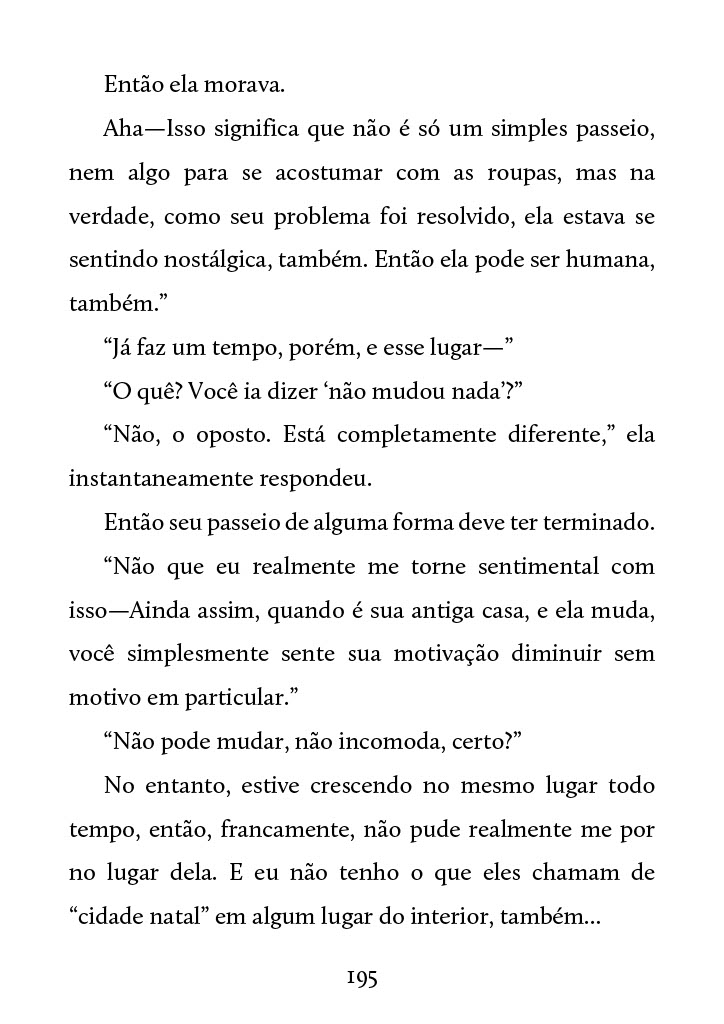 Então ela morava.
Aha—Isso significa que não é só um simples passeio,
nem algo para se acostumar com as roupas, mas na
verdade, como seu problema foi resolvido, ela estava se
sentindo nostálgica, também. Então ela pode ser humana,
também.”
“Já faz um tempo, porém, e esse lugar—”
“O quê? Você ia dizer ‘não mudou nada’?”
“Não, o oposto. Está completamente diferente,” ela
instantaneamente respondeu.
Então seu passeio de alguma forma deve ter terminado.
“Não que eu realmente me torne sentimental com
isso—Ainda assim, quando é sua antiga casa, e ela muda,
você simplesmente sente sua motivação diminuir sem
motivo em particular.”
“Não pode mudar, não incomoda, certo?”
No entanto, estive crescendo no mesmo lugar todo
tempo, então, francamente, não pude realmente me por
no lugar dela. E eu não tenho o que eles chamam de
“cidade natal” em algum lugar do interior, também...
195